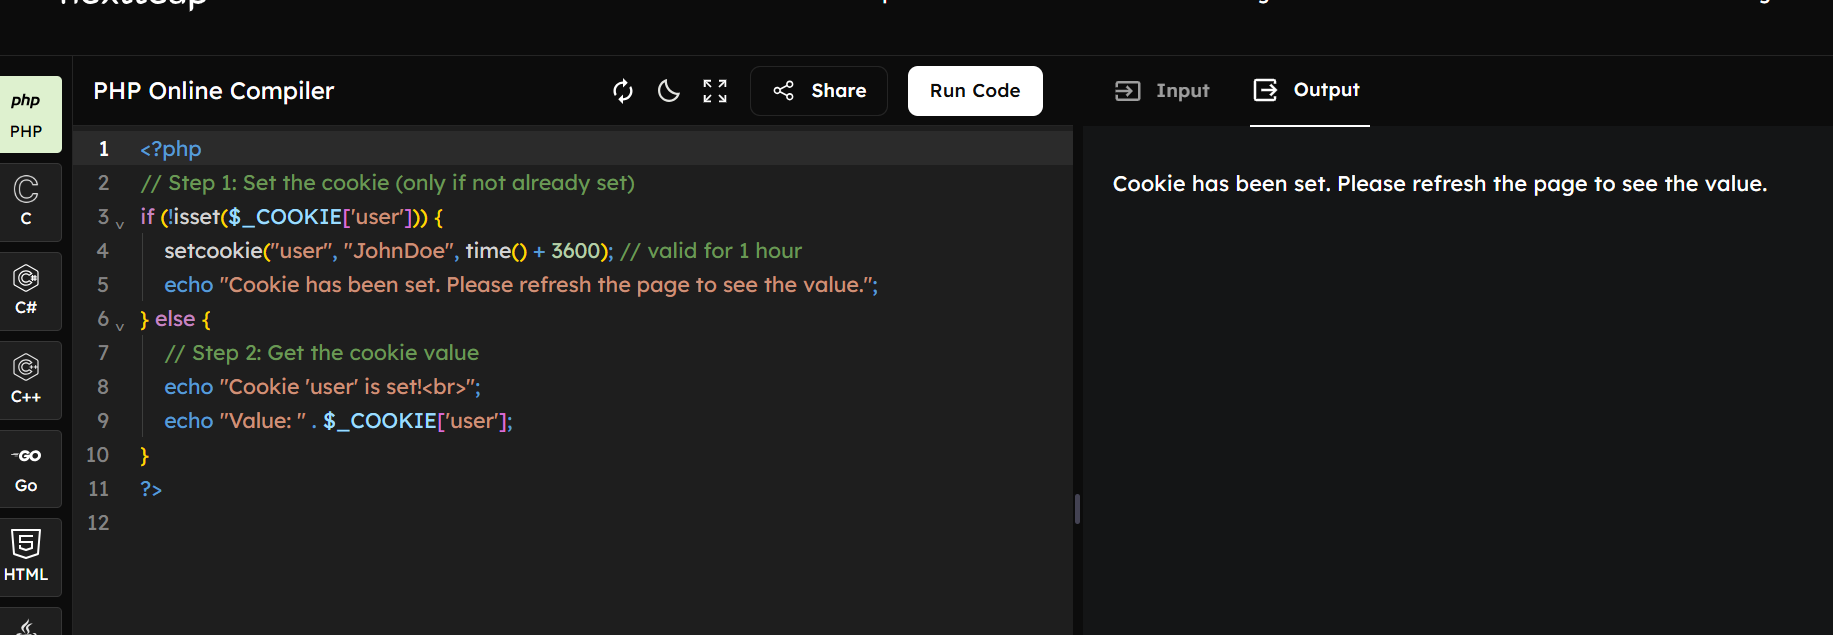 PHP Online Compiler
Share
Run Code
Input
Output
php
PHP
C
C
C#
C#
C++
C++
GO
Go
5
HTML
1 <?php
2 // Step 1: Set the cookie (only if not already set)
3 if (!isset($_COOKIE['user'])) {
4 setcookie("user", "JohnDoe", time() + 3600); // valid for 1 hour
5 echo "Cookie has been set. Please refresh the page to see the value.";
6 } else {
7 // Step 2: Get the cookie value
8 echo "Cookie 'user' is set!<br>";
9 echo "Value: " . $_COOKIE['user'];
10 }
11 ?>
12
Cookie has been set. Please refresh the page to see the value.